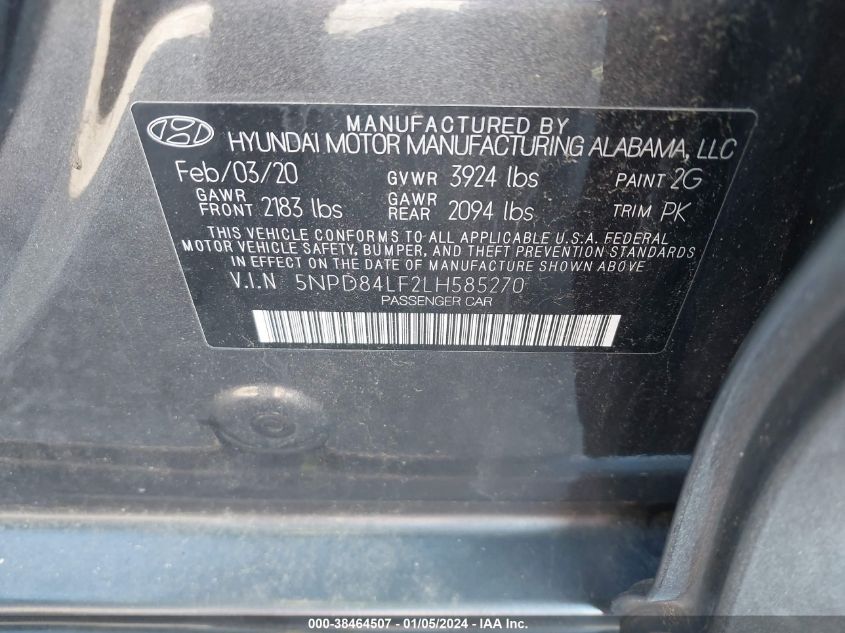 MANUFACTURED BY
HYUNDAI MOTOR MANUFACTURING ALABAMA, LLC
Feb/03/20 GVWR 3924 lbs PAINT 2G
GAWR FRONT 2183 lbs GAWR REAR 2094 lbs TRIM PK
THIS VEHICLE CONFORMS TO ALL APPLICABLE U.S.A. FEDERAL
MOTOR VEHICLE SAFETY, BUMPER, AND THEFT PREVENTION STANDARDS
IN EFFECT ON THE DATE OF MANUFACTURE SHOWN ABOVE
V.I.N 5NPD84LF2LH585270
PASSENGER CAR
000-38464507 - 01/05/2024 - IAA Inc.